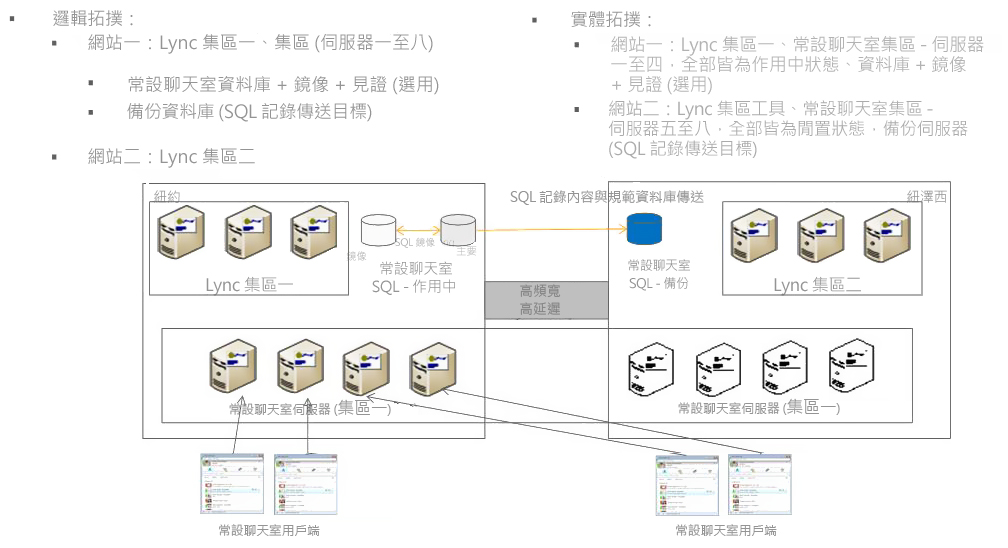 邏輯拓撲：
網站一：Lync 集區一、集區 (伺服器一至八)
常設聊天室資料庫 + 鏡像 + 見證 (選用)
備份資料庫 (SQL 記錄傳送目標)
網站二：Lync 集區二
實體拓撲：
網站一：Lync 集區一、常設聊天室集區 - 伺服器
一至四，全部皆為作用中狀態、資料庫 + 鏡像
+ 見證 (選用)
網站二：Lync 集區工具、常設聊天室集區 -
伺服器五至八，全部皆為閒置狀態，備份伺服器
(SQL 記錄傳送目標)
紐約
SQL 記錄內容與規範資料庫傳送
紐澤西
SQL 鏡像
鏡像
主要
Lync 集區一
常設聊天室
SQL - 作用中
常設聊天室
SQL - 備份
Lync 集區二
高頻寬
高延遲
常設聊天室伺服器 (集區一)
常設聊天室伺服器 (集區一)
常設聊天室用戶端
常設聊天室用戶端